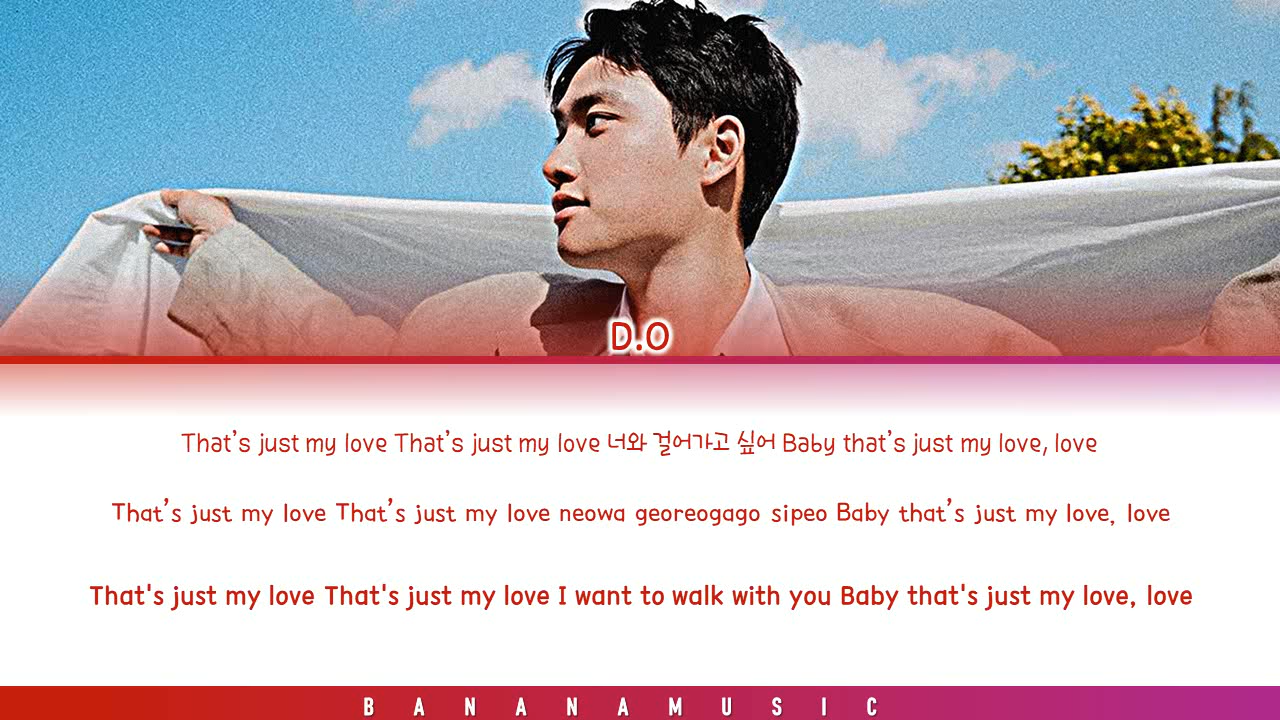 D.O
That’s just my love That’s just my love 너와 걸어가고 싶어 Baby that’s just my love, love
That’s just my love That’s just my love neowa georeogago sipeo Baby that’s just my love, love
That's just my love That's just my love I want to walk with you Baby that's just my love, love
BANANAMUSIC